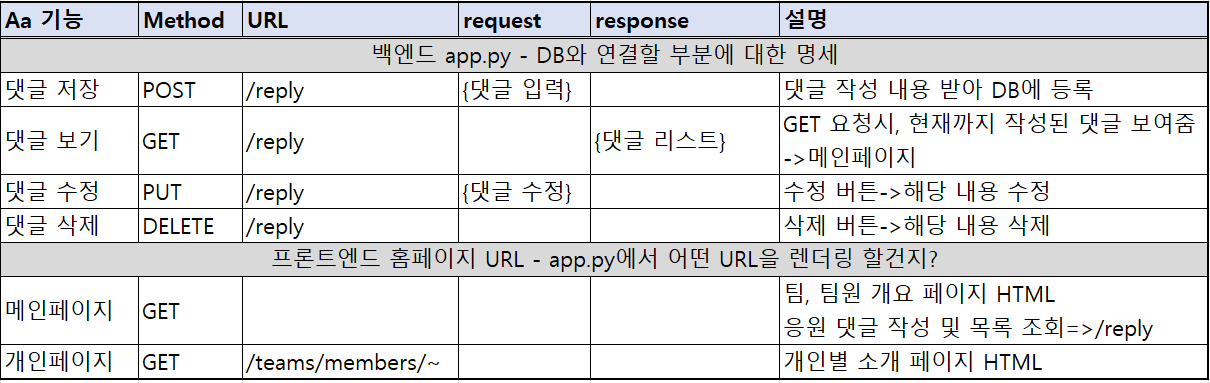 Aa 기능 Method URL request response 설명
백엔드 app.py - DB와 연결할 부분에 대한 명세
댓글 저장 POST /reply {댓글 입력} 댓글 작성 내용 받아 DB에 등록
댓글 보기 GET /reply {댓글 리스트} GET 요청시, 현재까지 작성된 댓글 보여줌
->메인페이지
댓글 수정 PUT /reply {댓글 수정} 수정 버튼->해당 내용 수정
댓글 삭제 DELETE /reply 삭제 버튼->해당 내용 삭제
프론트엔드 홈페이지 URL - app.py에서 어떤 URL을 렌더링 할건지?
메인페이지 GET 팀, 팀원 개요 페이지 HTML
응원 댓글 작성 및 목록 조회=>/reply
개인페이지 GET /teams/members/~ 개인별 소개 페이지 HTML